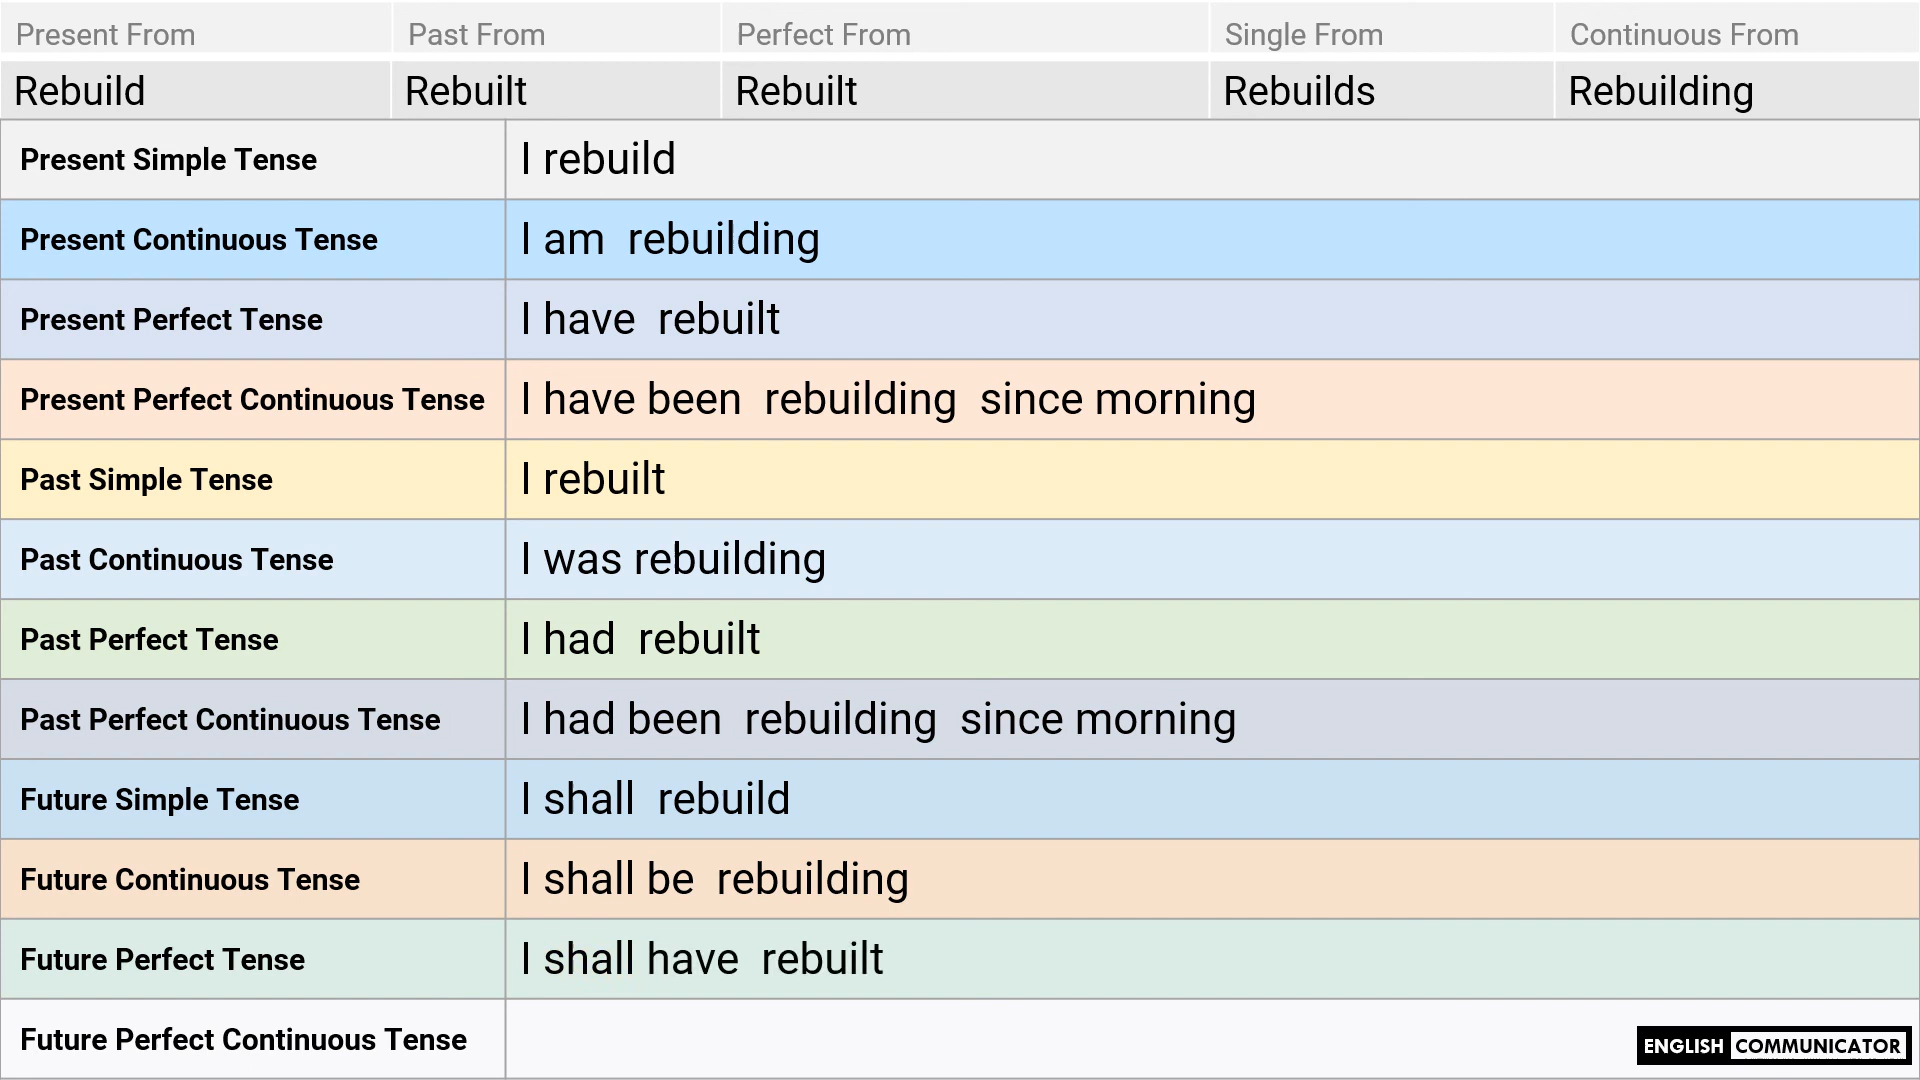 Present From Past From Perfect From Single From Continuous From
Rebuild Rebuilt Rebuilt Rebuilds Rebuilding
Present Simple Tense I rebuild
Present Continuous Tense I am rebuilding
Present Perfect Tense I have rebuilt
Present Perfect Continuous Tense I have been rebuilding since morning
Past Simple Tense I rebuilt
Past Continuous Tense I was rebuilding
Past Perfect Tense I had rebuilt
Past Perfect Continuous Tense I had been rebuilding since morning
Future Simple Tense I shall rebuild
Future Continuous Tense I shall be rebuilding
Future Perfect Tense I shall have rebuilt
Future Perfect Continuous Tense
ENGLISH COMMUNICATOR